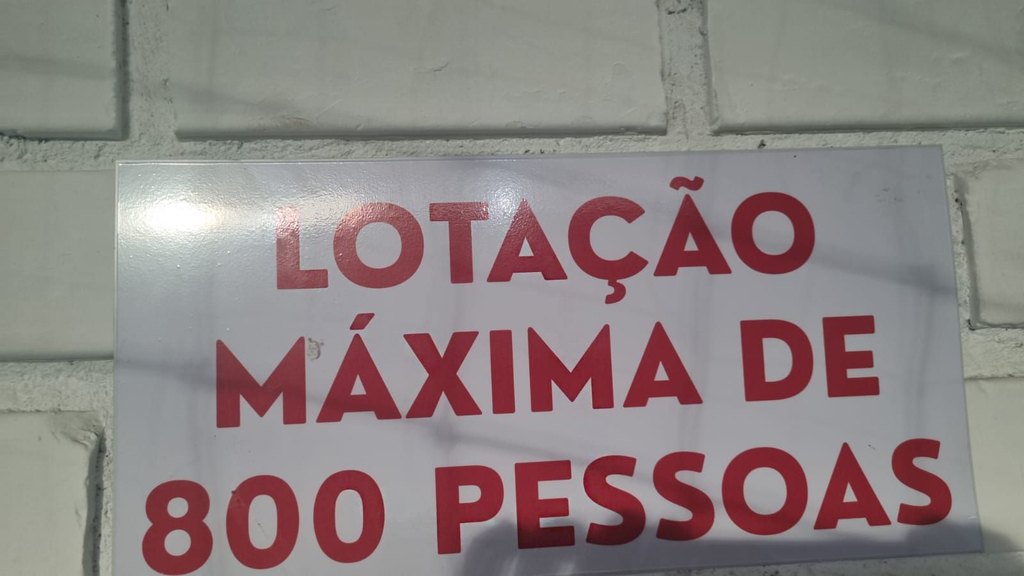 LOTAÇÃO
MÁXIMA DE
800 PESSOAS